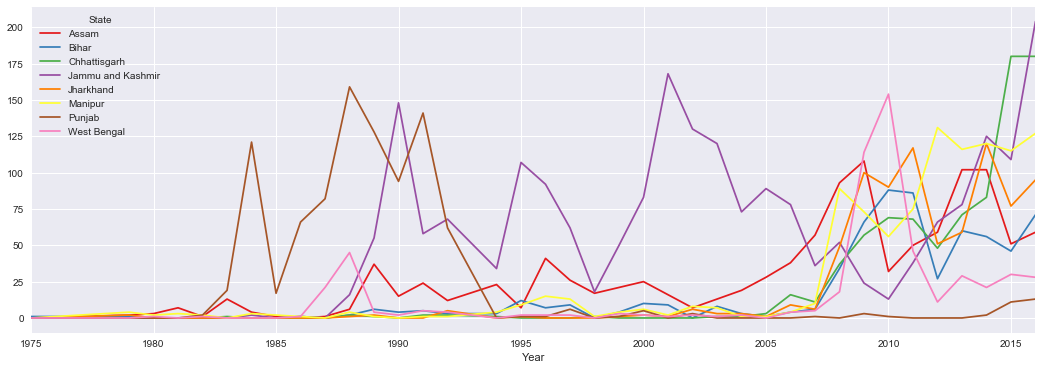 State
Assam
Bihar
Chhattisgarh
Jammu and Kashmir
Jharkhand
Manipur
Punjab
West Bengal
200
175
150
125
100
75
50
25
0
1975 1980 1985 1990 1995 2000 2005 2010 2015
Year